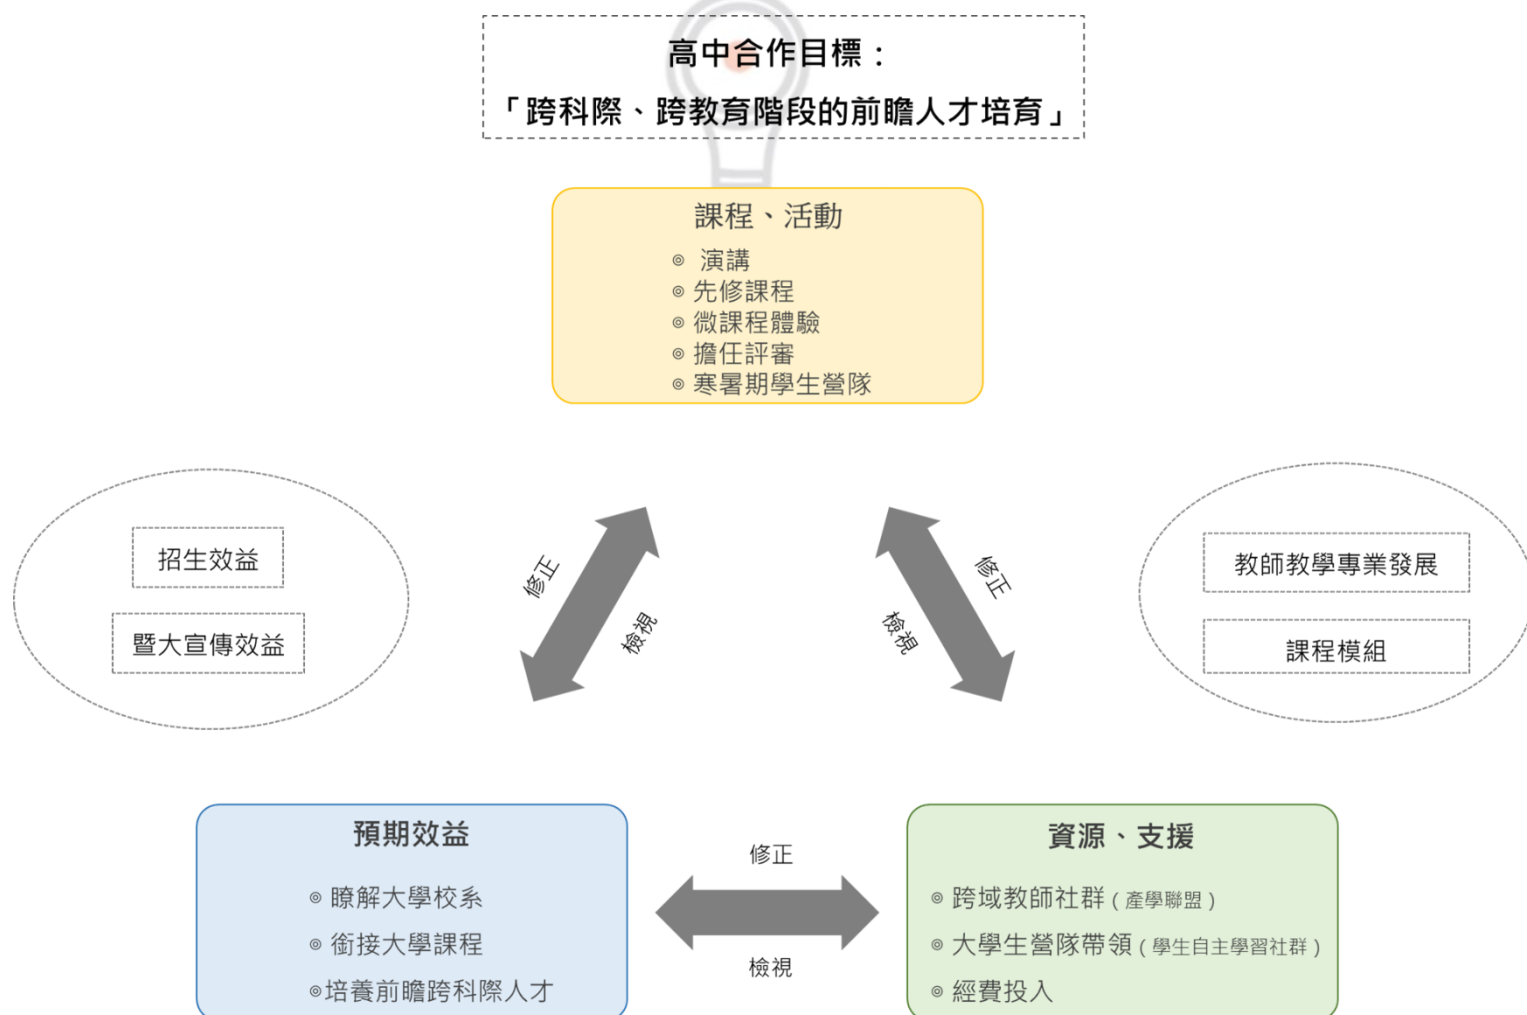 高中合作目標：
「跨科際、跨教育階段的前瞻人才培育」
課程、活動
◎ 演講
◎ 先修課程
◎ 微課程體驗
◎ 擔任評審
◎ 寒暑期學生營隊
招生效益
暨大宣傳效益
修正
檢視
修正
檢視
教師教學專業發展
課程模組
預期效益
◎ 瞭解大學校系
◎ 銜接大學課程
◎培養前瞻跨科際人才
修正
檢視
資源、支援
◎ 跨域教師社群（產學聯盟）
◎ 大學生營隊帶領（學生自主學習社群）
◎ 經費投入